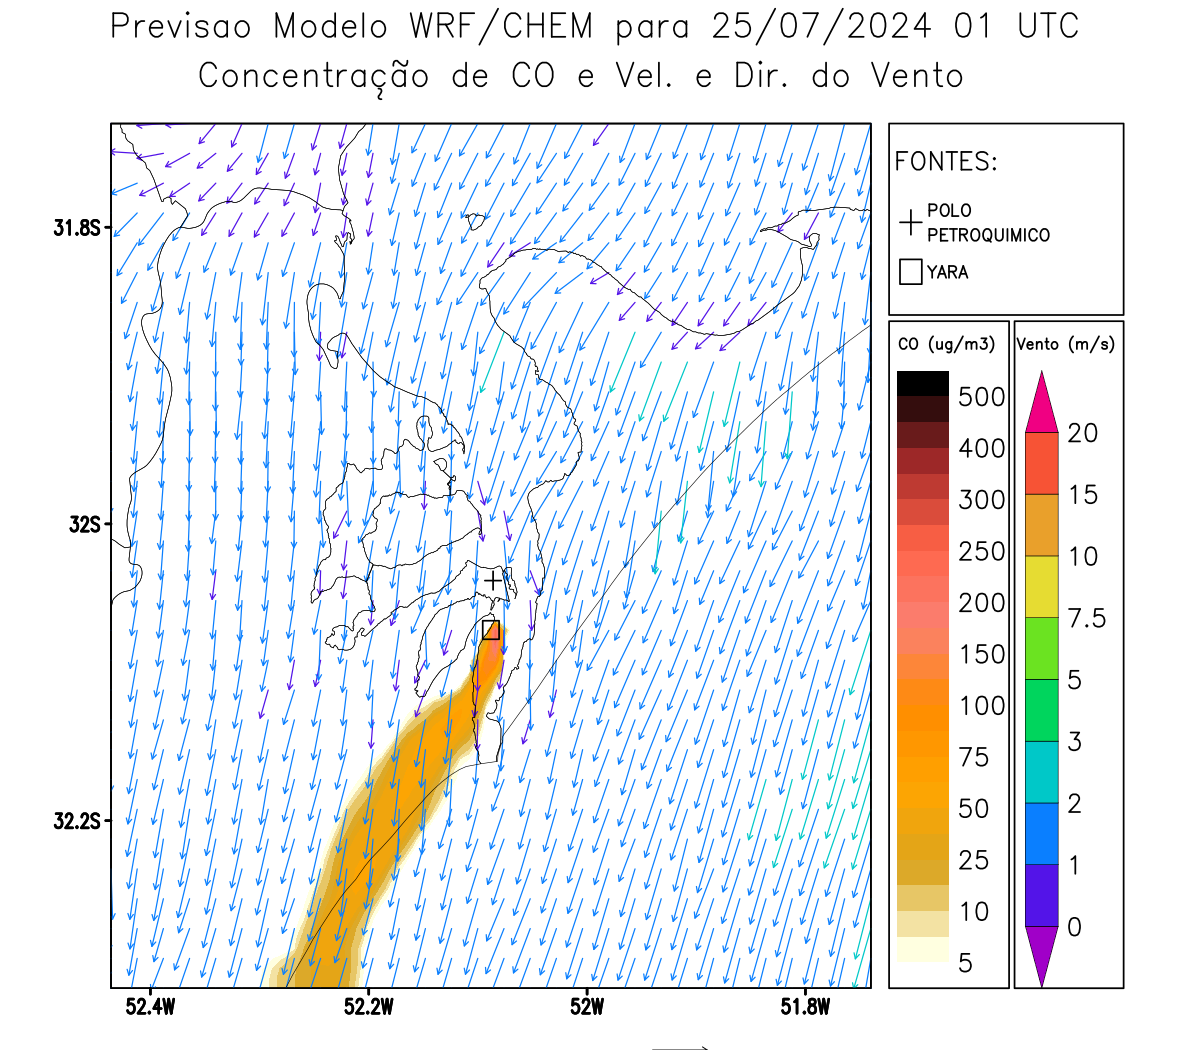 Previsao Modelo WRF/CHEM para 25/07/2024 01 UTC
Concentração de CO e Vel. e Dir. do Vento
FONTES:
POLO
PETROQUIMICO
YARA
CO (ug/m3)
500
400
300
250
200
150
100
75
50
25
10
5
Vento (m/s)
20
15
10
7.5
5
3
2
1
0
31.8S
32S
32.2S
52.4W
52.2W
52W
51.8W